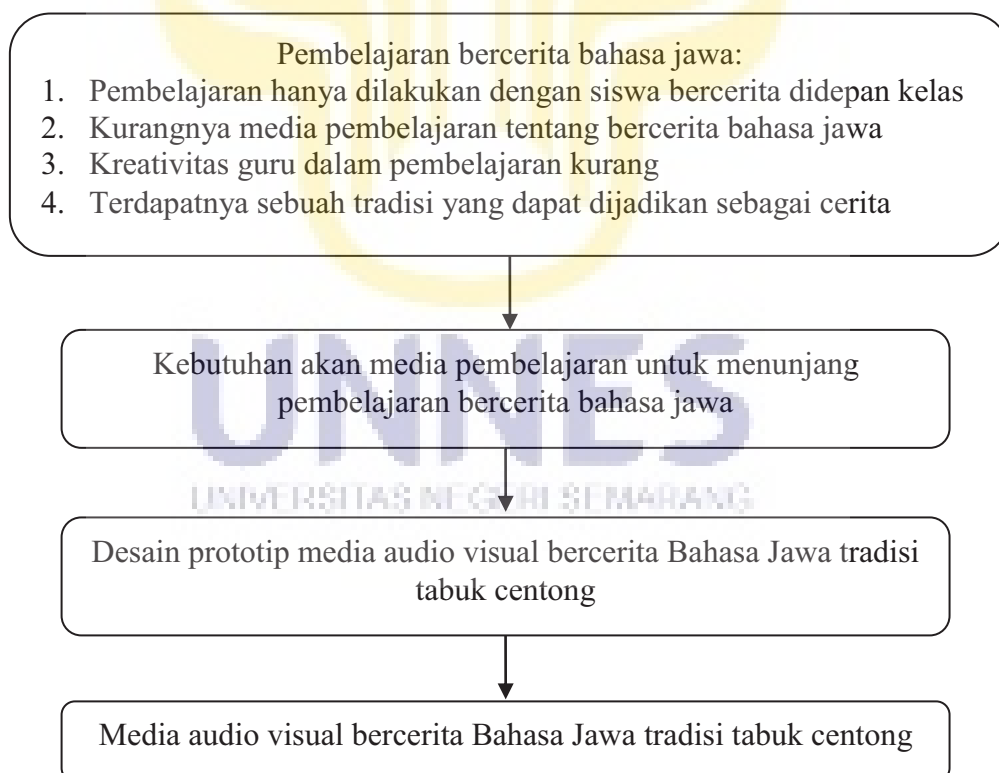 Pembelajaran bercerita bahasa jawa:
1. Pembelajaran hanya dilakukan dengan siswa bercerita didepan kelas
2. Kurangnya media pembelajaran tentang bercerita bahasa jawa
3. Kreativitas guru dalam pembelajaran kurang
4. Terdapatnya sebuah tradisi yang dapat dijadikan sebagai cerita
Kebutuhan akan media pembelajaran untuk menunjang
pembelajaran bercerita bahasa jawa
UNNES
UNIVERSITAS NEGERI SEMARANG
Desain prototip media audio visual bercerita Bahasa Jawa tradisi
tabuk centong
Media audio visual bercerita Bahasa Jawa tradisi tabuk centong